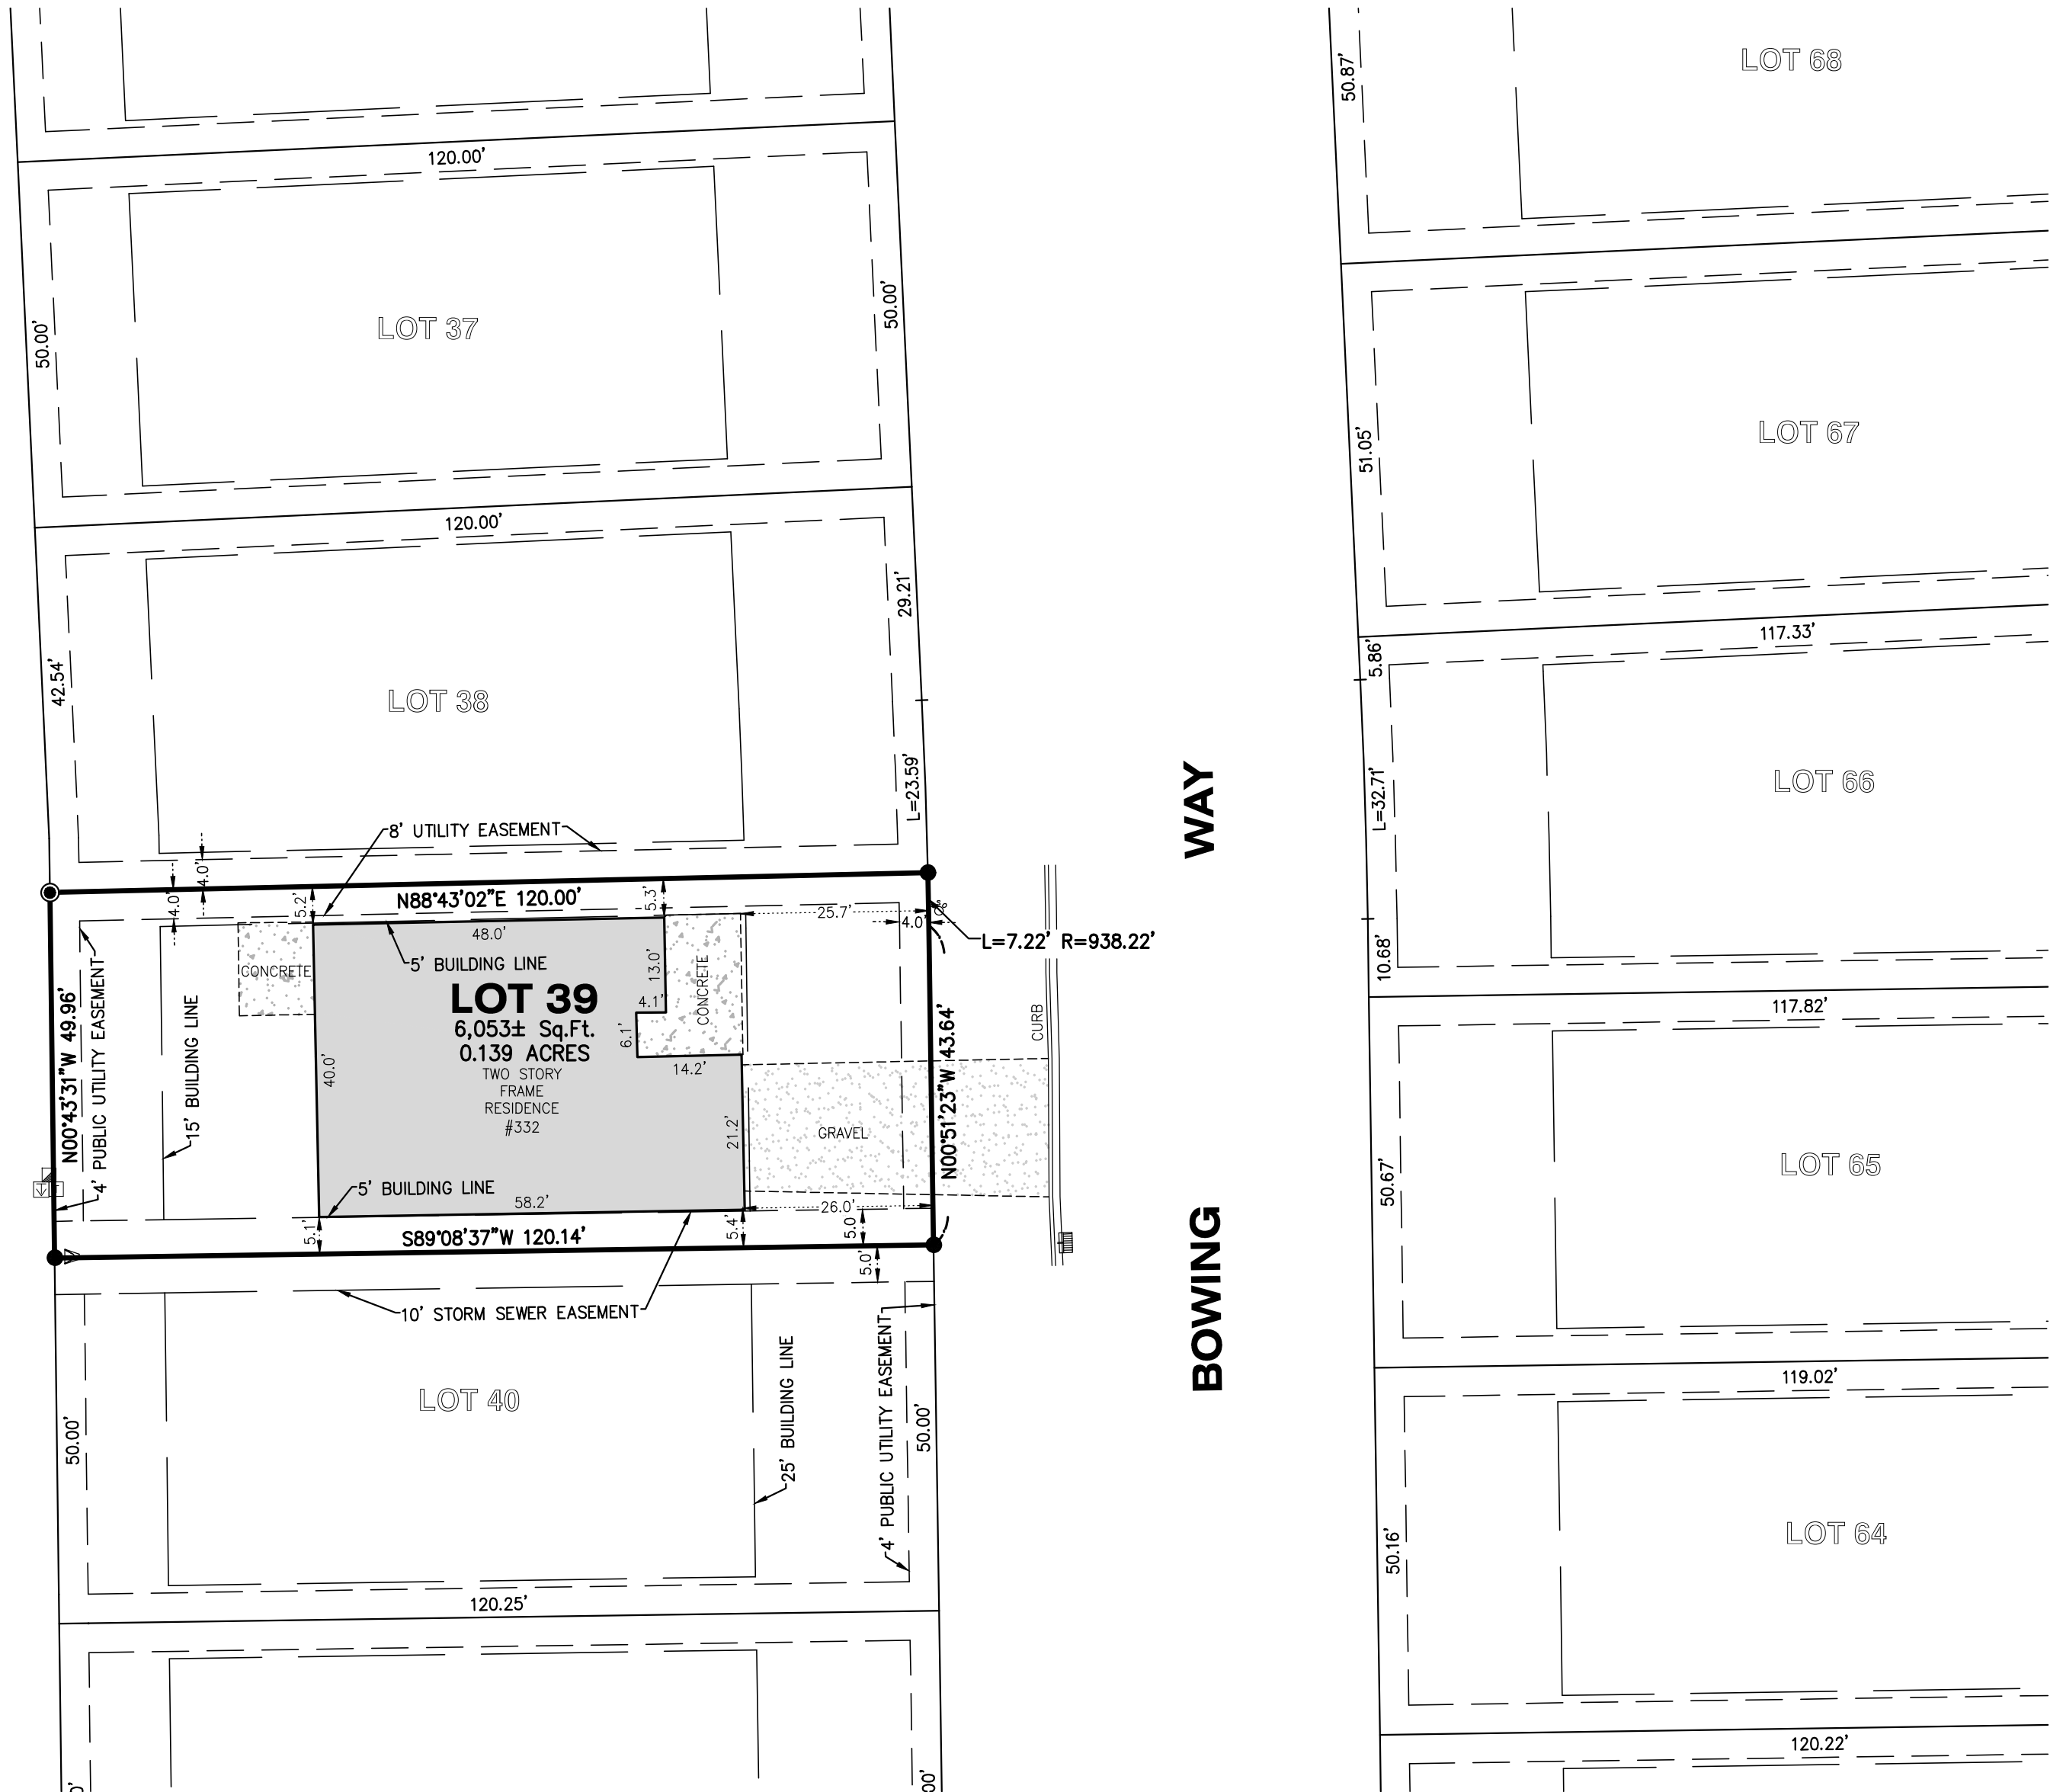 LOT 68
50.87'
120.00'
LOT 37
50.00'
50.00'
LOT 67
51.05'
120.00'
LOT 38
42.54'
29.21'
L=23.59'
117.33'
5.86'
LOT 66
L=32.71'
10.68'
117.82'
WAY
BOWING
8' UTILITY EASEMENT
4.0'
4.0'
5.2'
N88°43'02"E 120.00'
5.3'
25.7'
4.0'
L=7.22' R=938.22'
48.0'
5' BUILDING LINE
CONCRETE
LOT 39
6,053± Sq.Ft.
0.139 ACRES
TWO STORY
FRAME
RESIDENCE
#332
13.0'
4.1'
6.1'
14.2'
CONCRETE
40.0'
21.2'
GRAVEL
CURB
N00°43'31"W 49.96'
4' PUBLIC UTILITY EASEMENT
15' BUILDING LINE
N00°51'23"W 43.64'
5' BUILDING LINE
58.2'
26.0'
5.1'
S89°08'37"W 120.14'
5.4'
5.0'
5.0'
10' STORM SEWER EASEMENT
LOT 40
50.00'
25' BUILDING LINE
4' PUBLIC UTILITY EASEMENT
50.00'
120.25'
LOT 65
50.67'
119.02'
LOT 64
50.16'
120.22'